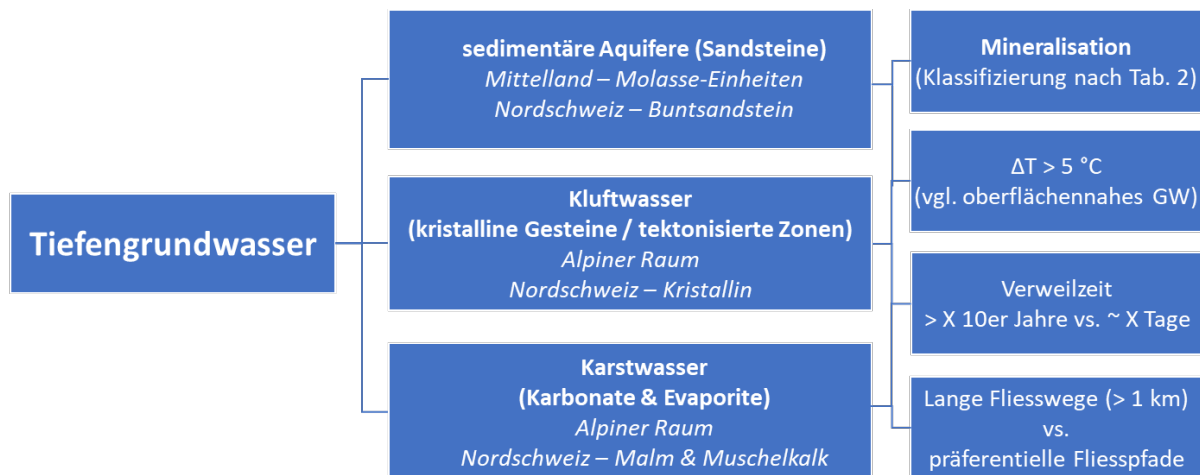 Tiefengrundwasser
sedimentäre Aquifere (Sandsteine)
Mittelland – Molasse-Einheiten
Nordschweiz – Buntsandstein
Kluftwasser
(kristalline Gesteine / tektonisierte Zonen)
Alpiner Raum
Nordschweiz – Kristallin
Karstwasser
(Karbonate & Evaporite)
Alpiner Raum
Nordschweiz – Malm & Muschelkalk
Mineralisation
(Klassifizierung nach Tab. 2)
ΔT > 5 °C
(vgl. oberflächennahes GW)
Verweilzeit
> X 10er Jahre vs. ~ X Tage
Lange Fliesswege (> 1 km)
vs.
präferentielle Fliesspfade